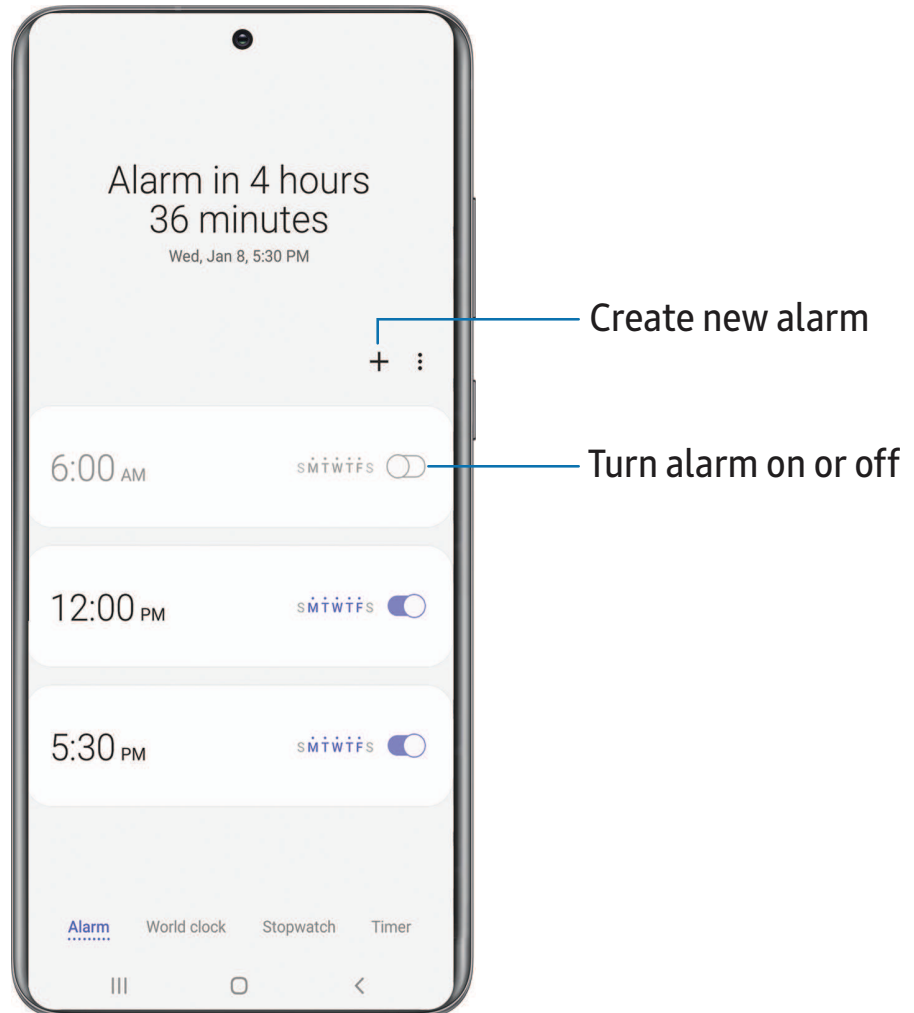 Alarm in 4 hours
36 minutes
Wed, Jan 8, 5:30 PM
Create new alarm
6:00 AM SMTWTFS
Turn alarm on or off
12:00 PM SMTWTFS
5:30 PM SMTWTFS
Alarm World clock Stopwatch Timer